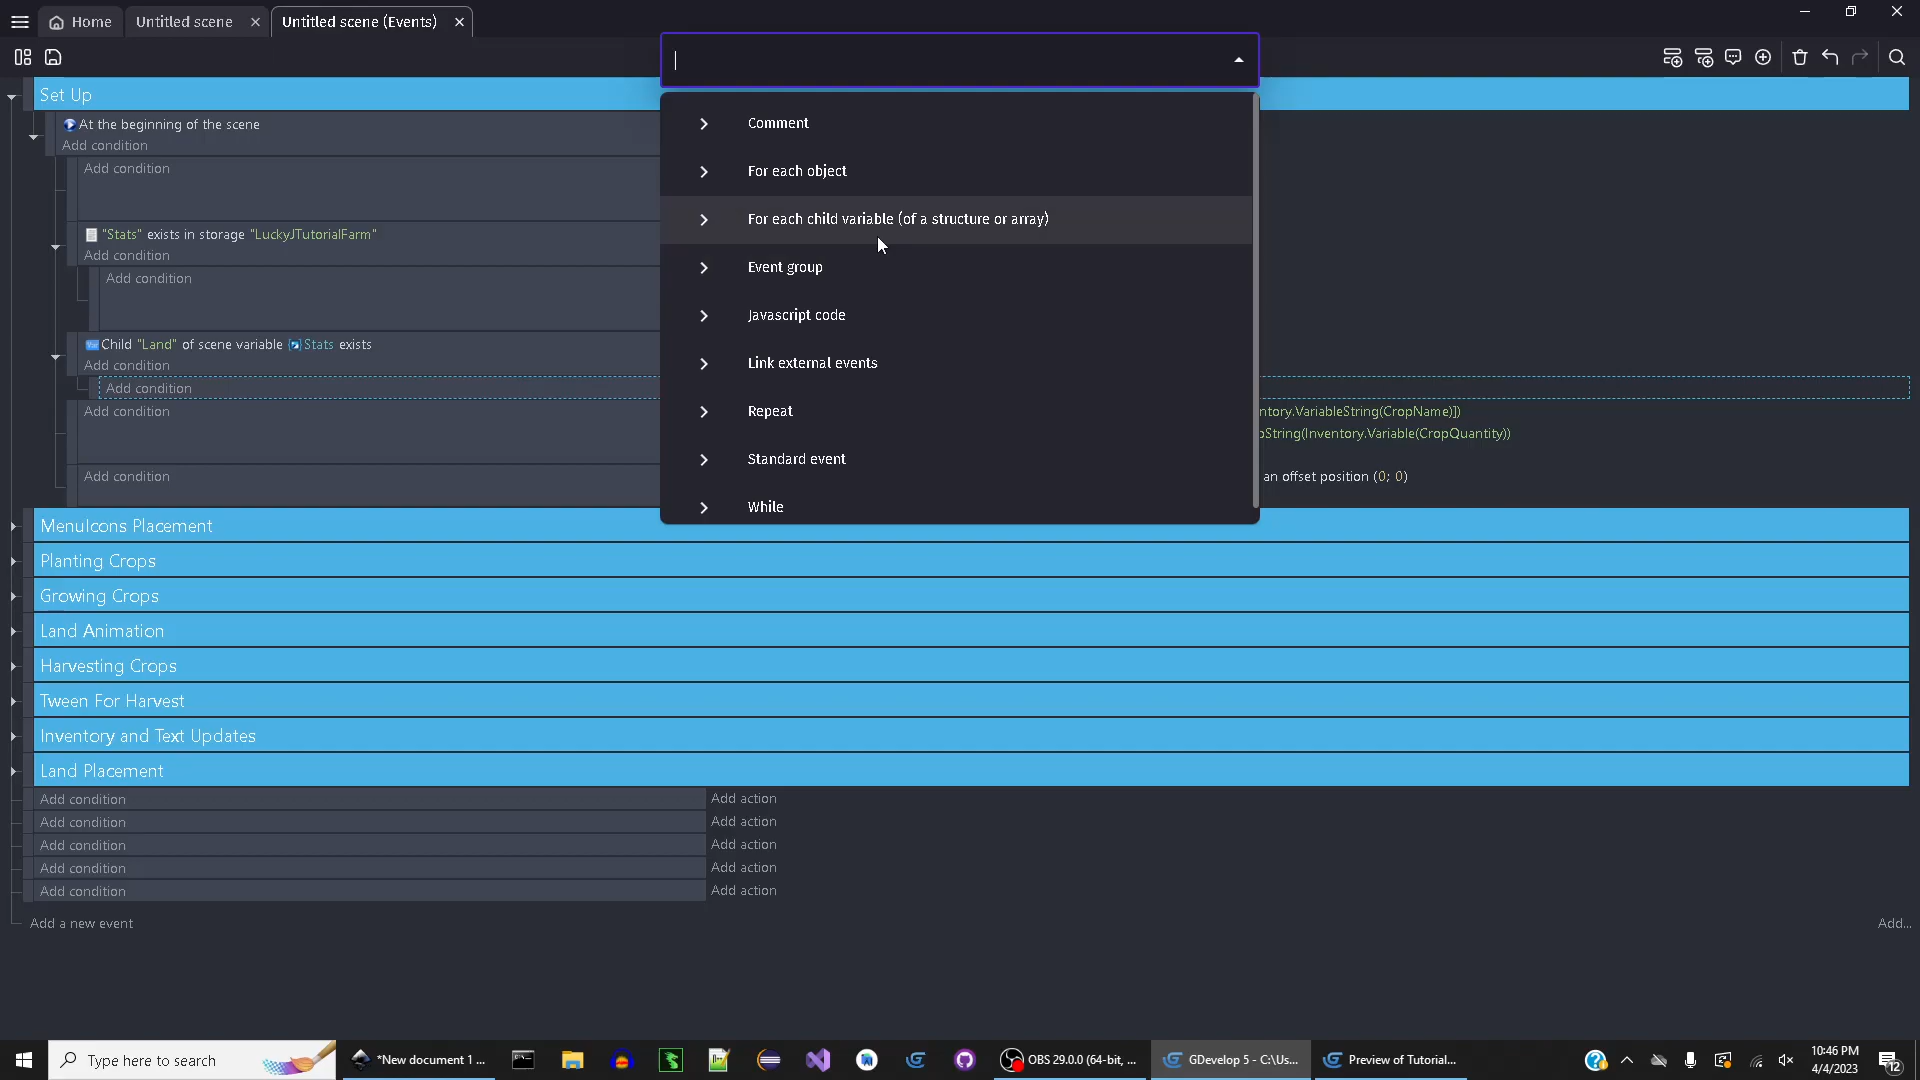 Home
Untitled scene
Untitled scene (Events)
Set Up
At the beginning of the scene
Add condition
Add condition
"Stats" exists in storage "LuckyJTutorialFarm"
Add condition
Add condition
Child "Land" of scene variable Stats exists
Add condition
Add condition
Add condition
ntory.VariableString(CropName)])
String(Inventory.Variable(CropQuantity))
Add condition
an offset position (0; 0)
Comment
For each object
For each child variable (of a structure or array)
Event group
Javascript code
Link external events
Repeat
Standard event
While
MenuIcons Placement
Planting Crops
Growing Crops
Land Animation
Harvesting Crops
Tween For Harvest
Inventory and Text Updates
Land Placement
Add condition Add action
Add condition Add action
Add condition Add action
Add condition Add action
Add condition Add action
Add a new event
Add...
Type here to search
*New document 1 ...
OBS 29.0.0 (64-bit, ...
GDevelop 5 - C:\Us...
Preview of Tutorial...
10:46 PM
4/4/2023
12